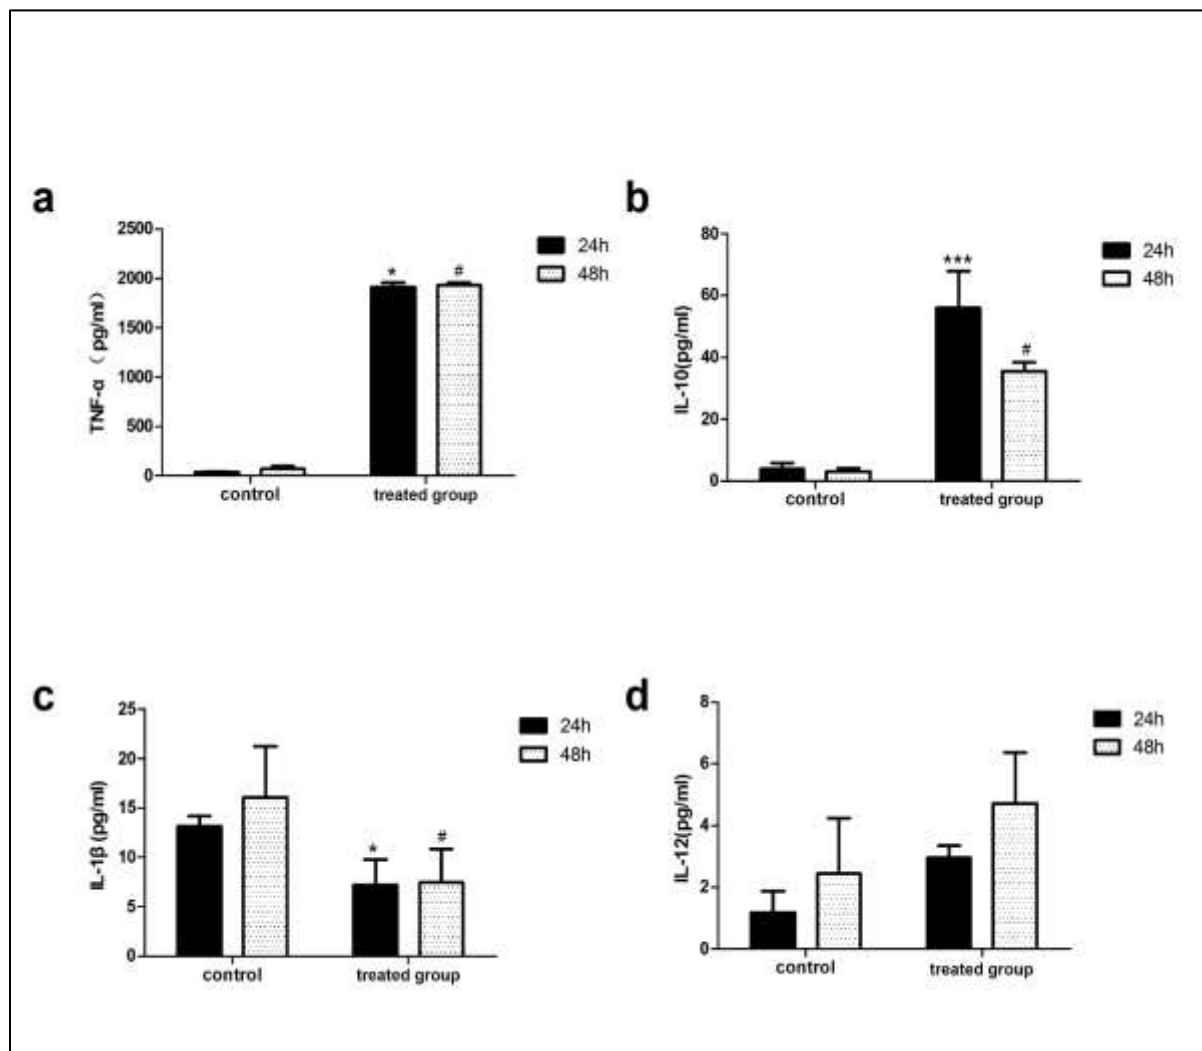 a
TNF-α （ pg/ml）
2500
2000
1500
1000
500
0
*
#
control
treated group
24h
48h
b
IL-10(pg/ml)
80
60
40
20
0
***
#
control
treated group
24h
48h
c
IL-1β (pg/ml)
25
20
15
10
5
0
*
#
control
treated group
24h
48h
d
IL-12(pg/ml)
8
6
4
2
0
control
treated group
24h
48h